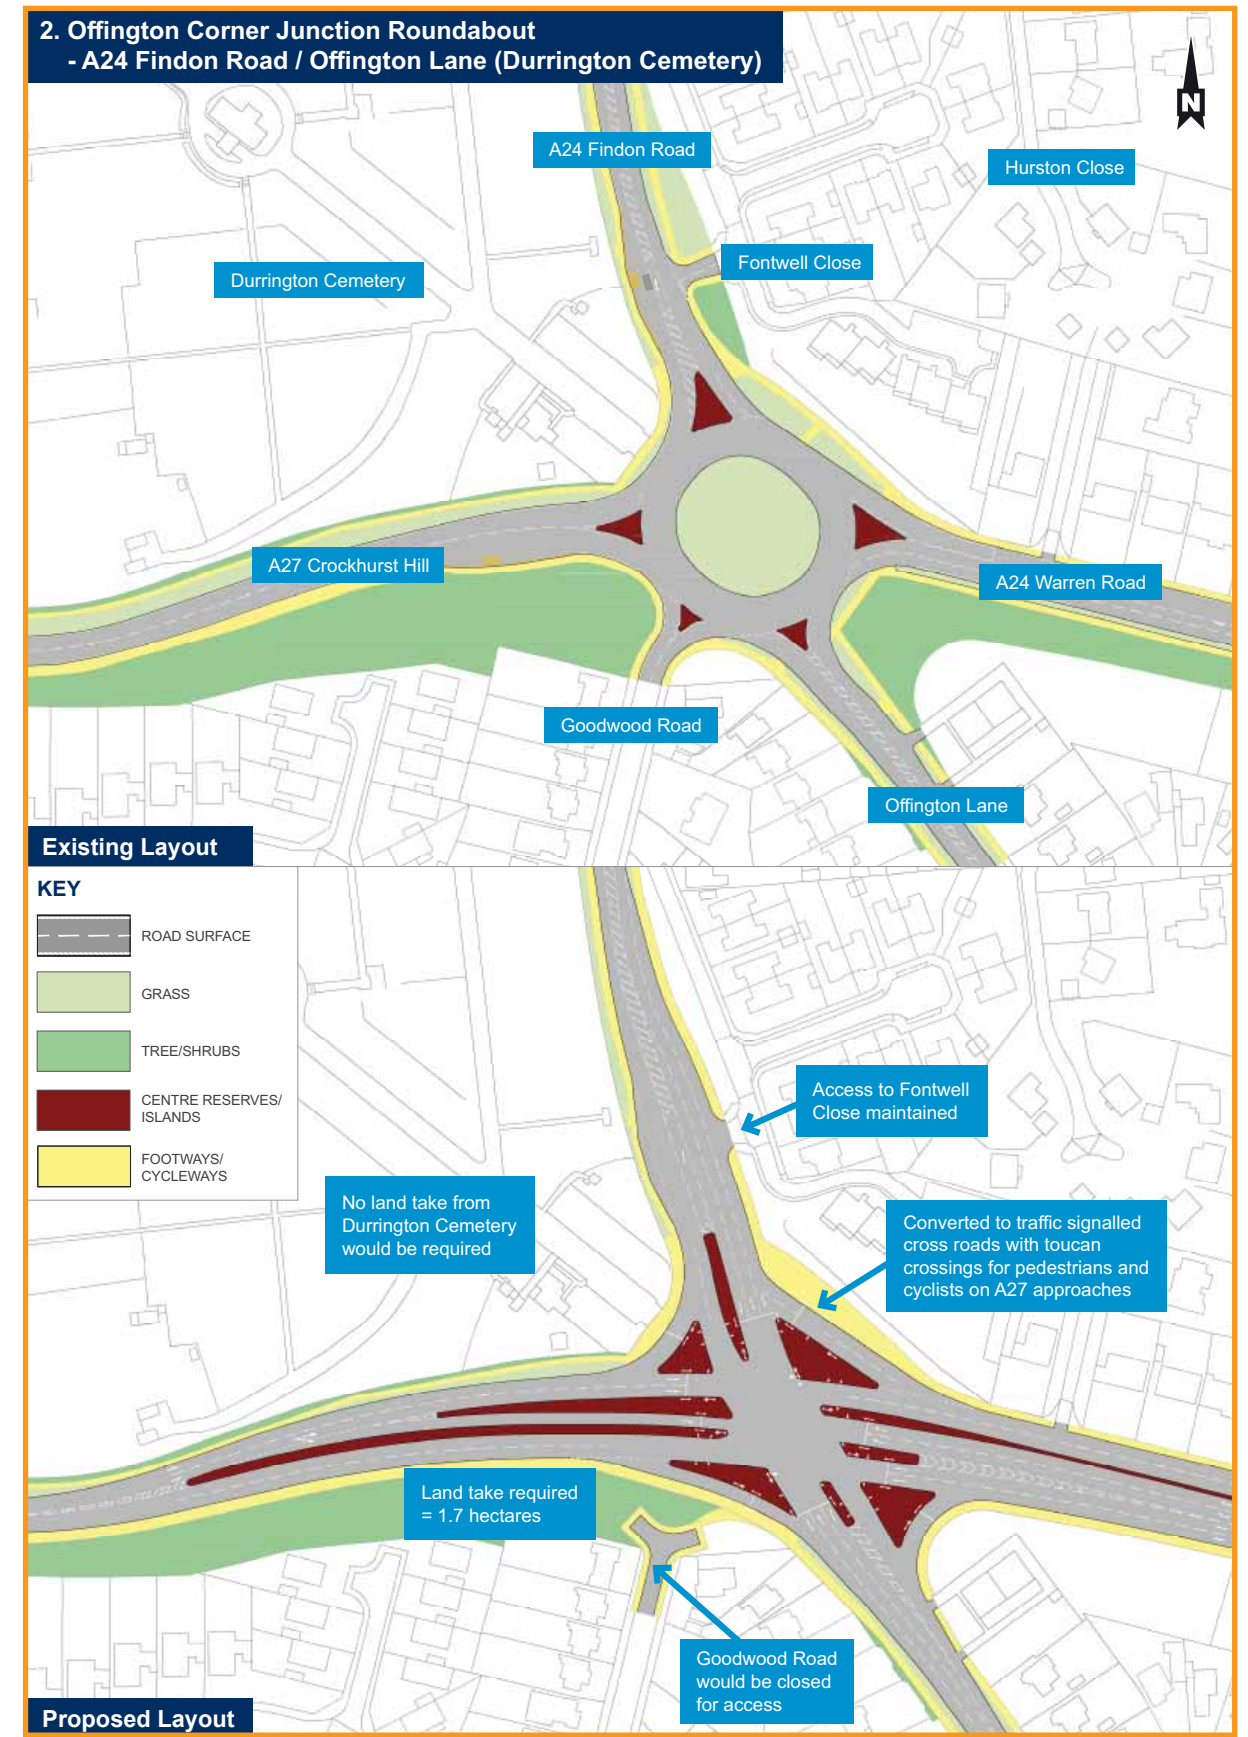 2. Offington Corner Junction Roundabout
- A24 Findon Road / Offington Lane (Durrington Cemetery)
N
A24 Findon Road
Hurston Close
Fontwell Close
Durrington Cemetery
A27 Crockhurst Hill
A24 Warren Road
Goodwood Road
Offington Lane
Existing Layout
KEY
ROAD SURFACE
GRASS
TREE/SHRUBS
CENTRE RESERVES/
ISLANDS
FOOTWAYS/
CYCLEWAYS
Access to Fontwell
Close maintained
No land take from
Durrington Cemetery
would be required
Converted to traffic signalled
cross roads with toucan
crossings for pedestrians and
cyclists on A27 approaches
Land take required
= 1.7 hectares
Goodwood Road
would be closed
for access
Proposed Layout